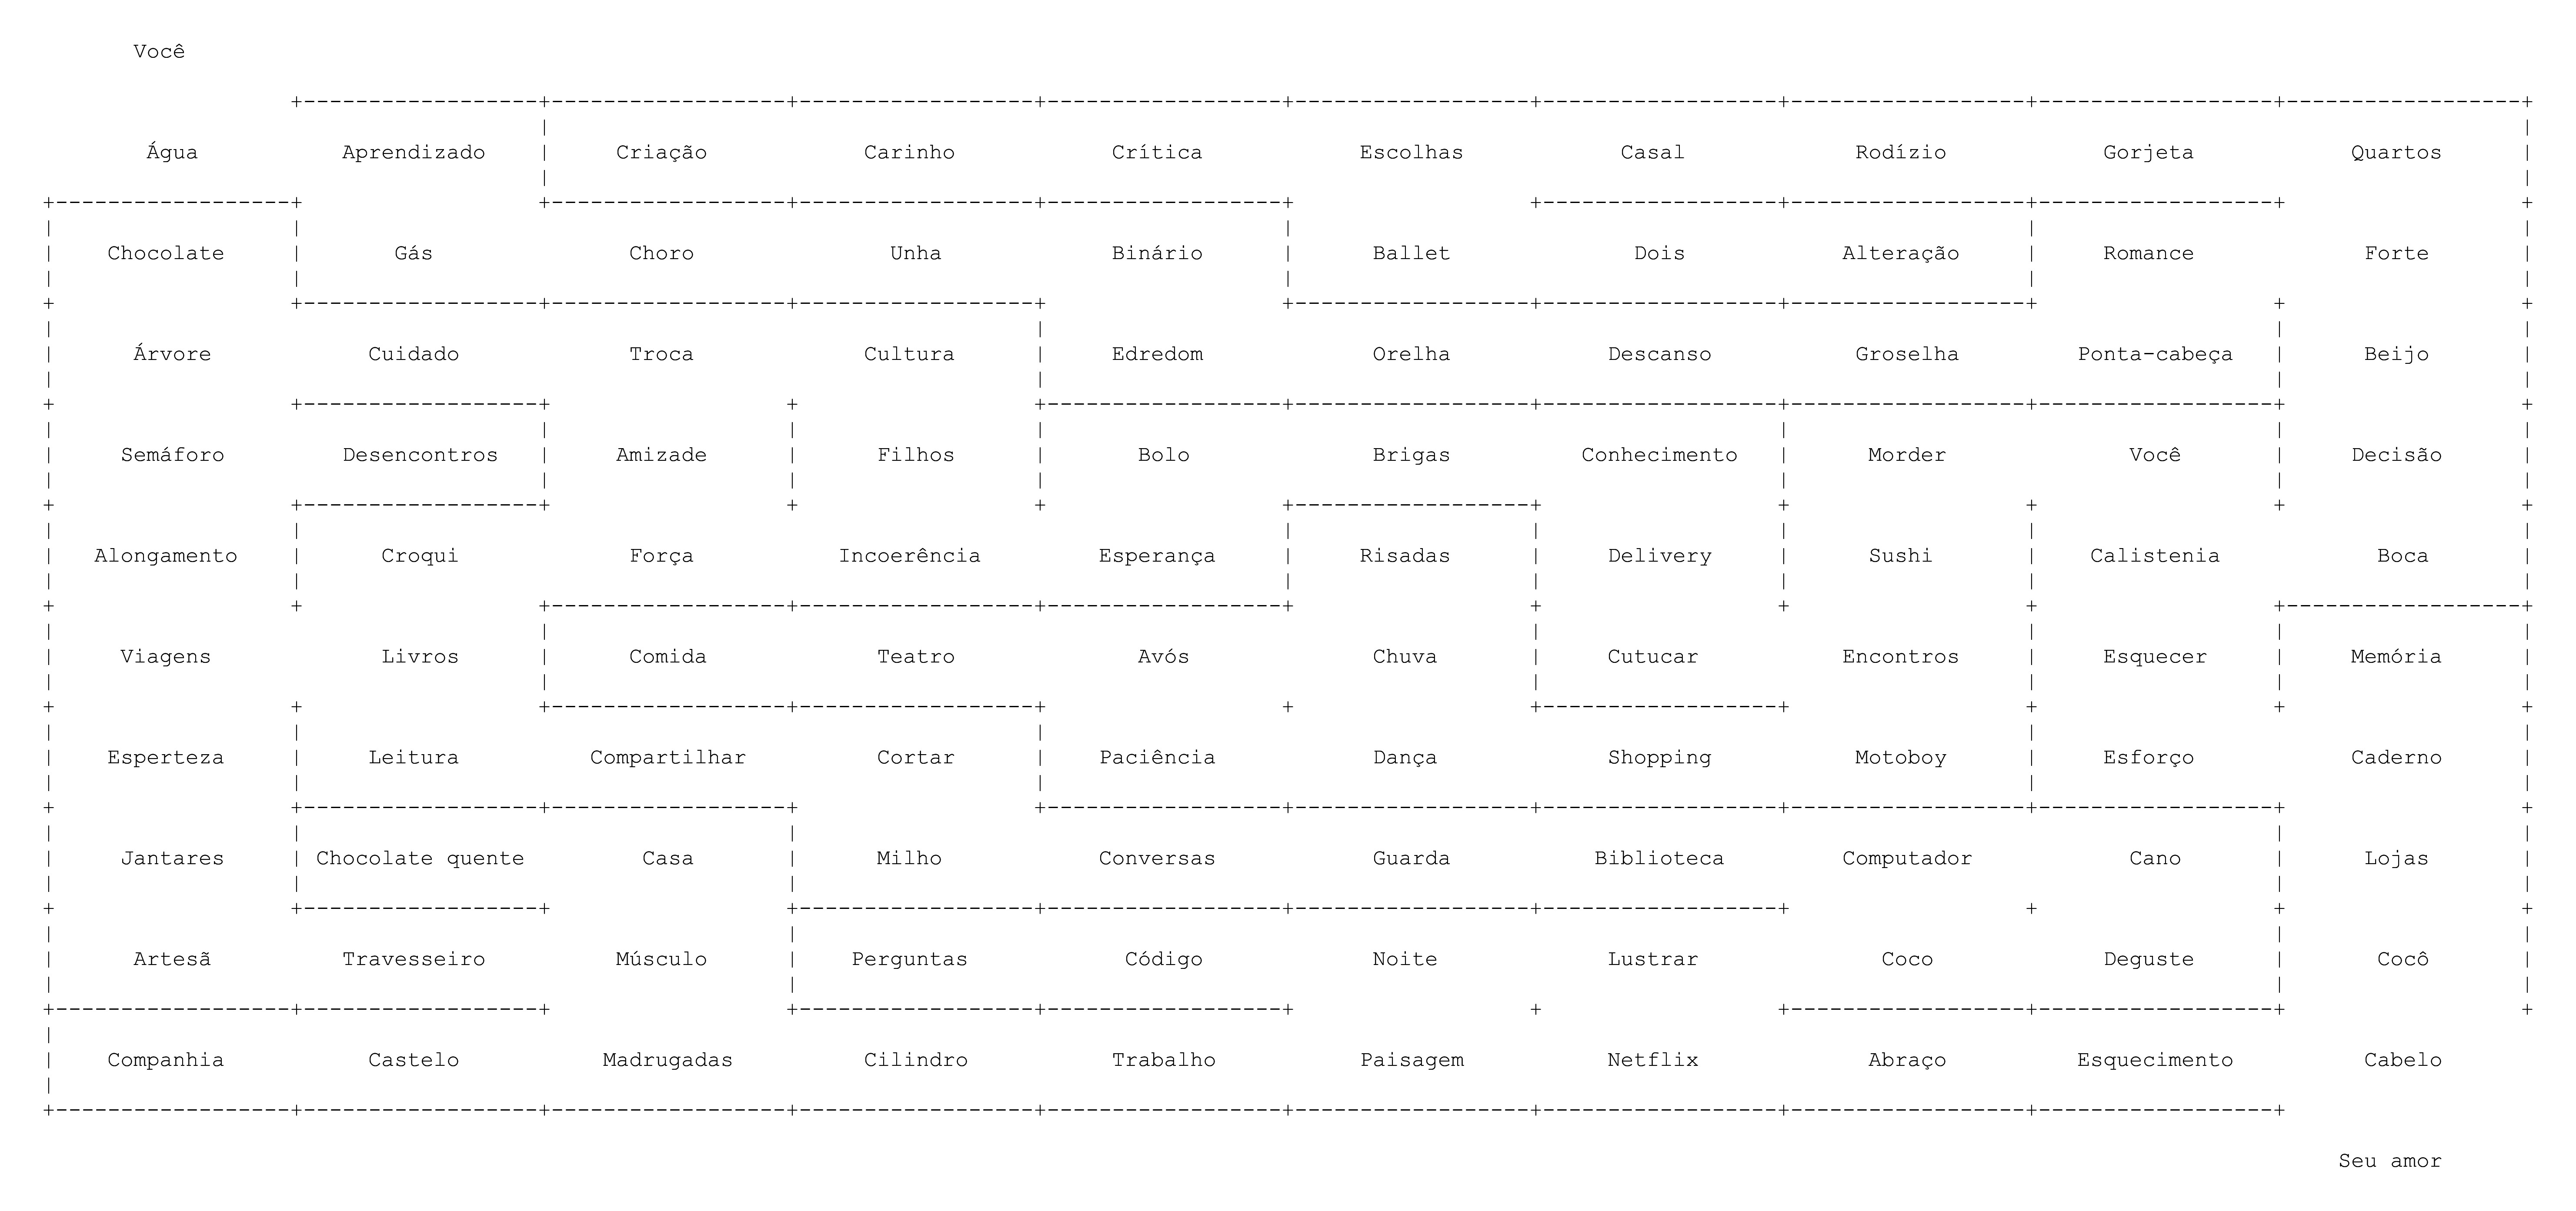 Você
Água Aprendizado Criação Carinho Crítica Escolhas Casal Rodízio Gorjeta Quartos
Chocolate Gás Choro Unha Binário Ballet Dois Alteração Romance Forte
Árvore Cuidado Troca Cultura Edredom Orelha Descanso Groselha Ponta-cabeça Beijo
Semáforo Desencontros Amizade Filhos Bolo Brigas Conhecimento Morder Você Decisão
Alongamento Croqui Força Incoerência Esperança Risadas Delivery Sushi Calistenia Boca
Viagens Livros Comida Teatro Avós Chuva Cutucar Encontros Esquecer Memória
Esperteza Leitura Compartilhar Cortar Paciência Dança Shopping Motoboy Esforço Caderno
Jantares Chocolate quente Casa Milho Conversas Guarda Biblioteca Computador Cano Lojas
Artesã Travesseiro Músculo Perguntas Código Noite Lustrar Coco Deguste Cocô
Companhia Castelo Madrugadas Cilindro Trabalho Paisagem Netflix Abraço Esquecimento Cabelo
Seu amor